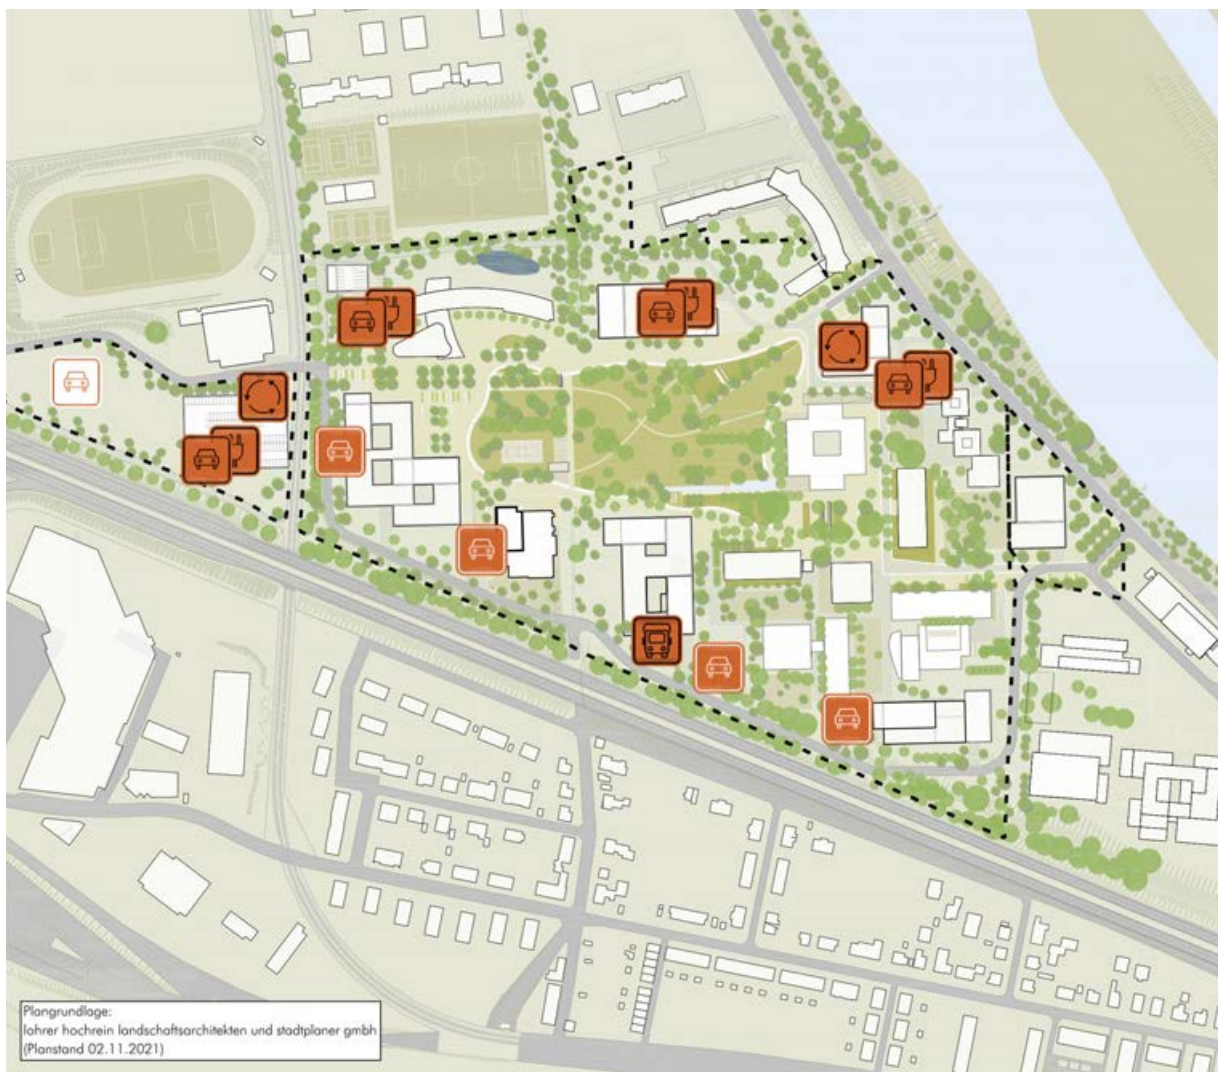 Plangrundlage:
lohrer hochrein landschaftsarchitekten und stadtplaner gmbh
(Planstand 02.11.2021)